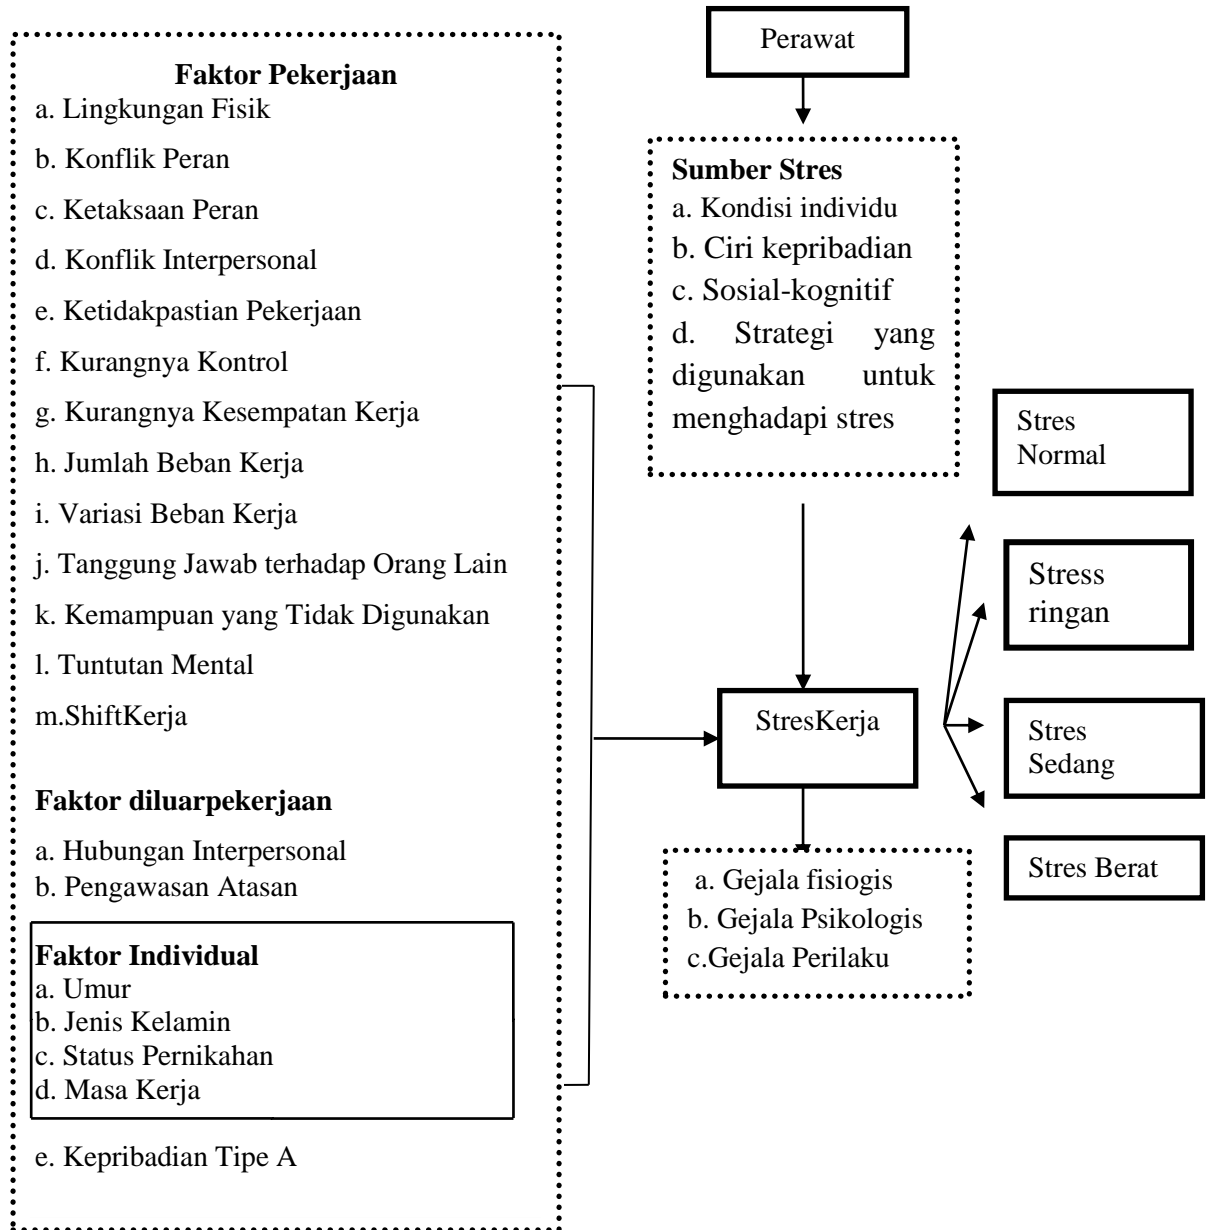 Faktor Pekerjaan
a. Lingkungan Fisik
b. Konflik Peran
c. Ketaksaan Peran
d. Konflik Interpersonal
e. Ketidakpastian Pekerjaan
f. Kurangnya Kontrol
g. Kurangnya Kesempatan Kerja
h. Jumlah Beban Kerja
i. Variasi Beban Kerja
j. Tanggung Jawab terhadap Orang Lain
k. Kemampuan yang Tidak Digunakan
l. Tuntutan Mental
m.ShiftKerja
Faktor diluarpekerjaan
a. Hubungan Interpersonal
b. Pengawasan Atasan
Faktor Individual
a. Umur
b. Jenis Kelamin
c. Status Pernikahan
d. Masa Kerja
e. Kepribadian Tipe A
Perawat
Sumber Stres
a. Kondisi individu
b. Ciri kepribadian
c. Sosial-kognitif
d. Strategi yang
digunakan untuk
menghadapi stres
StresKerja
a. Gejala fisiogis
b. Gejala Psikologis
c.Gejala Perilaku
Stres
Normal
Stress
ringan
Stres
Sedang
Stres Berat